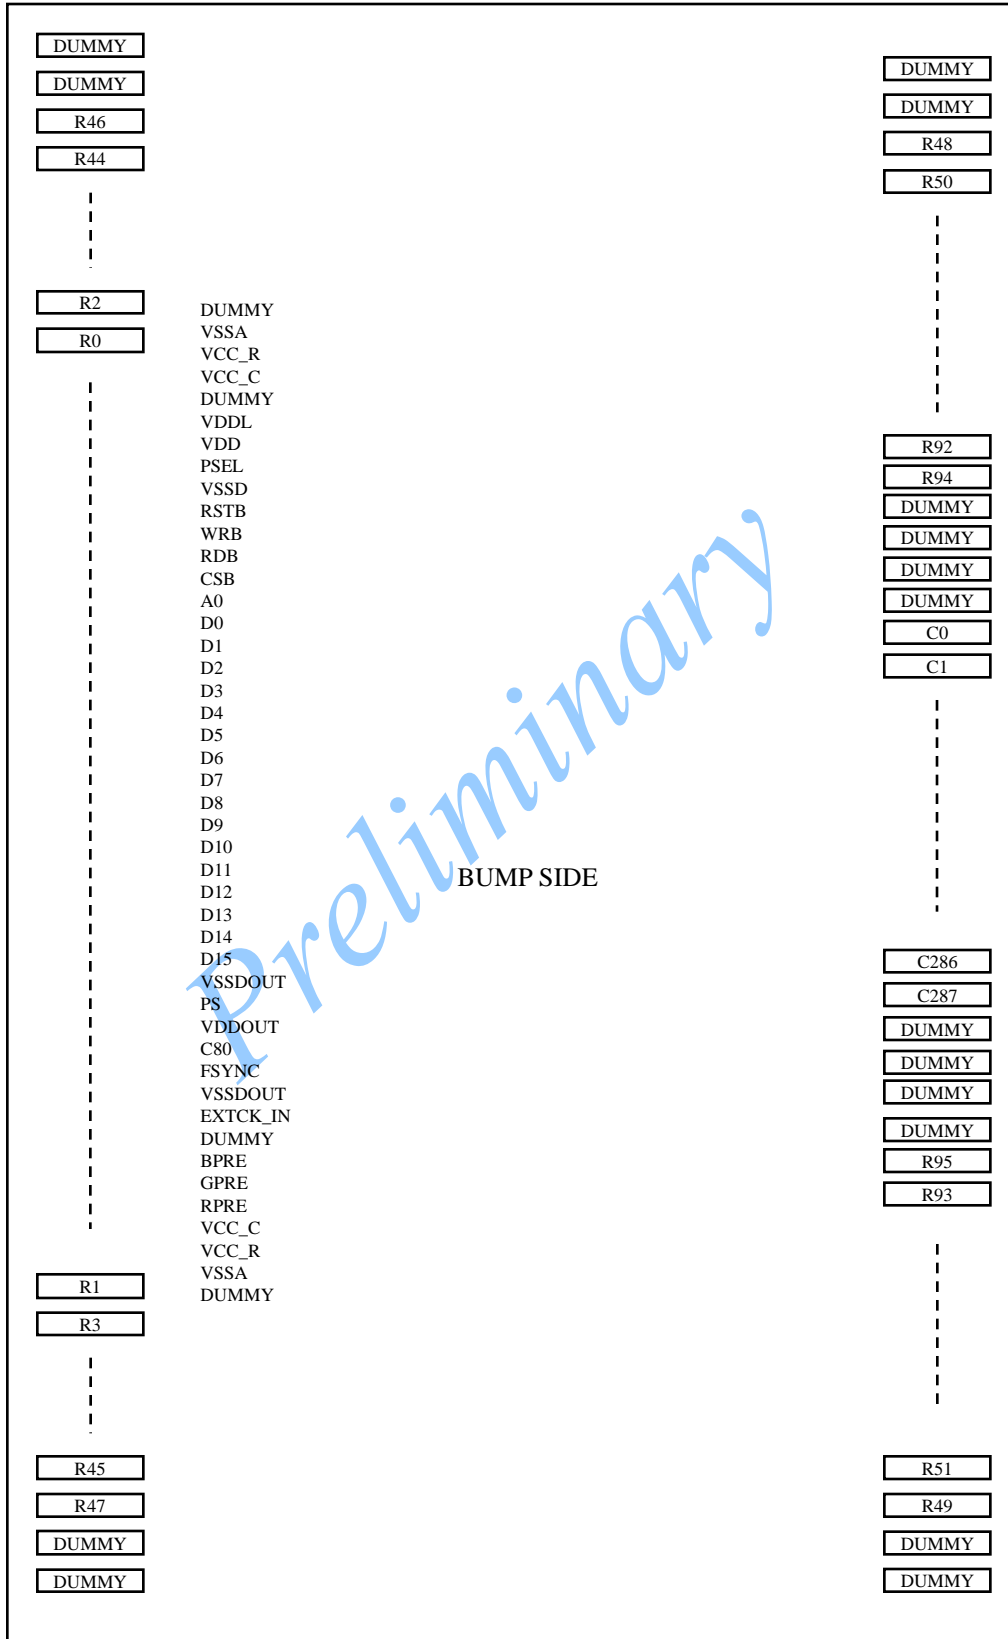 DUMMY
DUMMY
R46
R44
R2
R0
R1
R3
R45
R47
DUMMY
DUMMY
DUMMY
VSSA
VCC_R
VCC_C
DUMMY
VDDL
VDD
PSEL
VSSD
RSTB
WRB
RDB
CSB
A0
D0
D1
D2
D3
D4
D5
D6
D7
D8
D9
D10
D11
D12
D13
D14
D15
VSSDOUT
PS
VDDOUT
C80
FSYNC
VSSDOUT
EXTCK_IN
DUMMY
BPRE
GPRE
RPRE
VCC_C
VCC_R
VSSA
DUMMY
Preliminary
BUMP SIDE
DUMMY
DUMMY
R48
R50
R92
R94
DUMMY
DUMMY
DUMMY
DUMMY
C0
C1
C286
C287
DUMMY
DUMMY
DUMMY
DUMMY
R95
R93
R51
R49
DUMMY
DUMMY